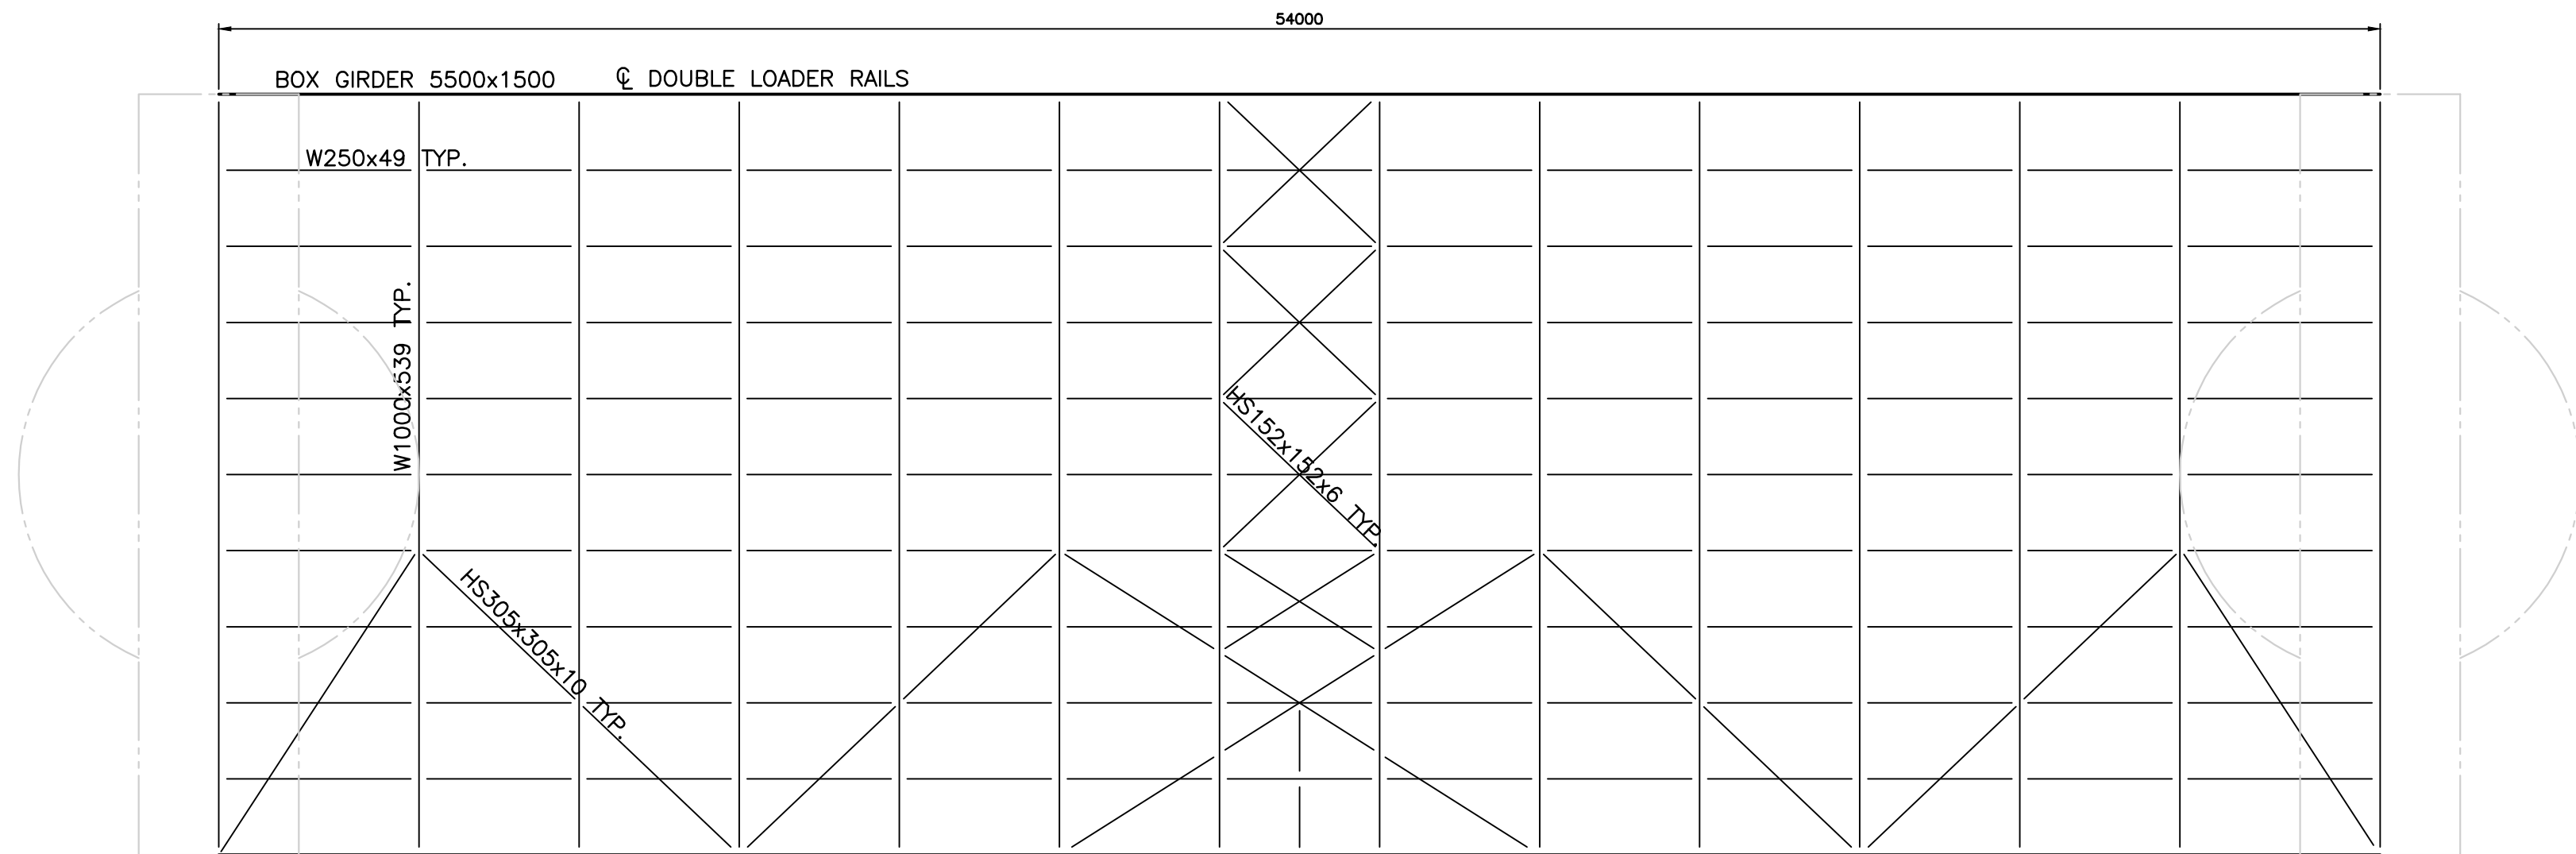 54000
BOX GIRDER 5500x1500
℄ DOUBLE LOADER RAILS
W250x49 TYP.
W1000x539 TYP.
HS152x152x6 TYP.
HS305x305x10 TYP.